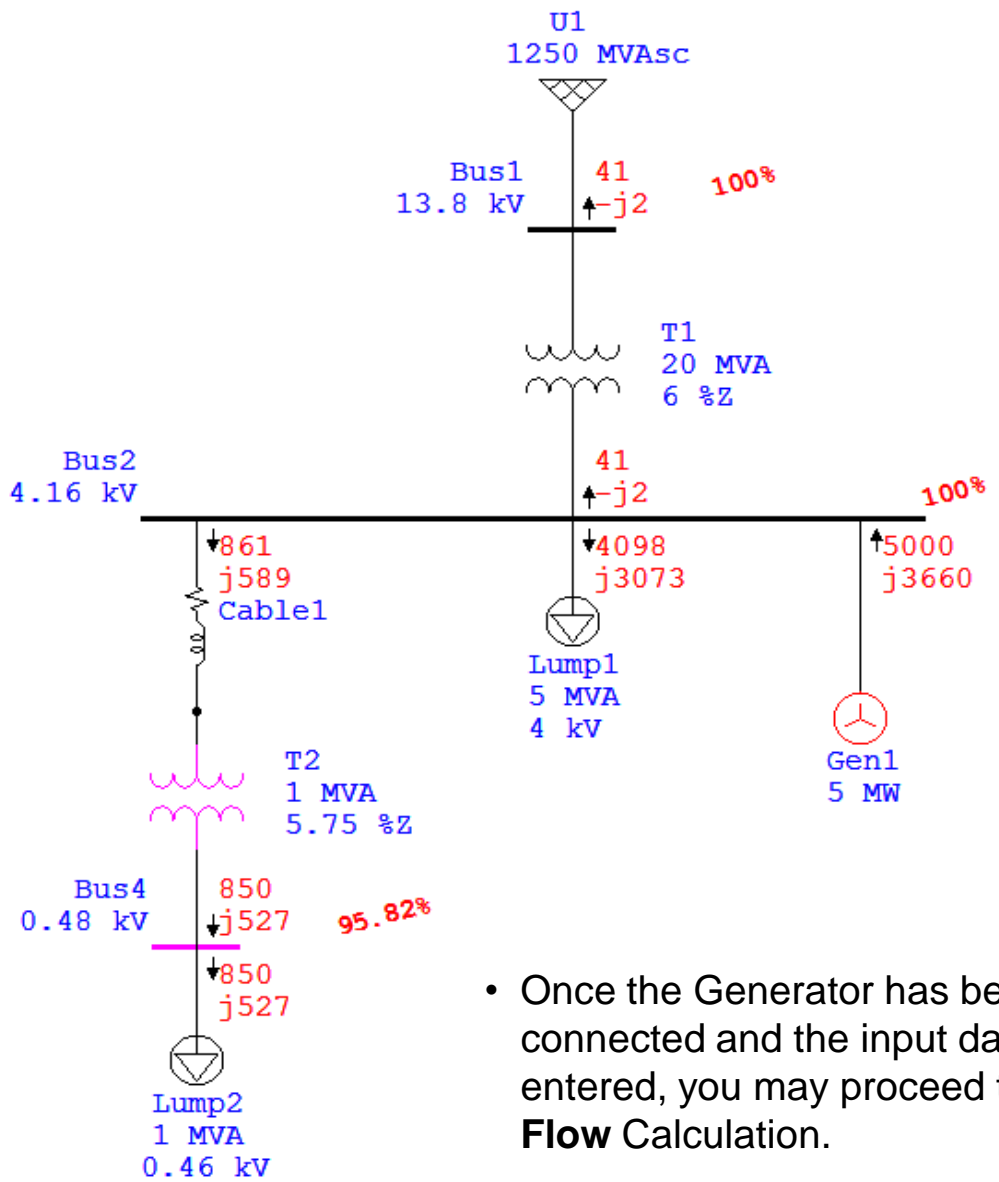 U1
1250 MVAsc
Bus1
13.8 kV
41
-j2
100%
T1
20 MVA
6 %Z
Bus2
4.16 kV
41
-j2
100%
861
j589
Cable1
4098
j3073
5000
j3660
Lump1
5 MVA
4 kV
Gen1
5 MW
T2
1 MVA
5.75 %Z
Bus4
0.48 kV
850
j527
95.82%
850
j527
Lump2
1 MVA
0.46 kV
• Once the Generator has be
connected and the input da
entered, you may proceed
Flow Calculation.